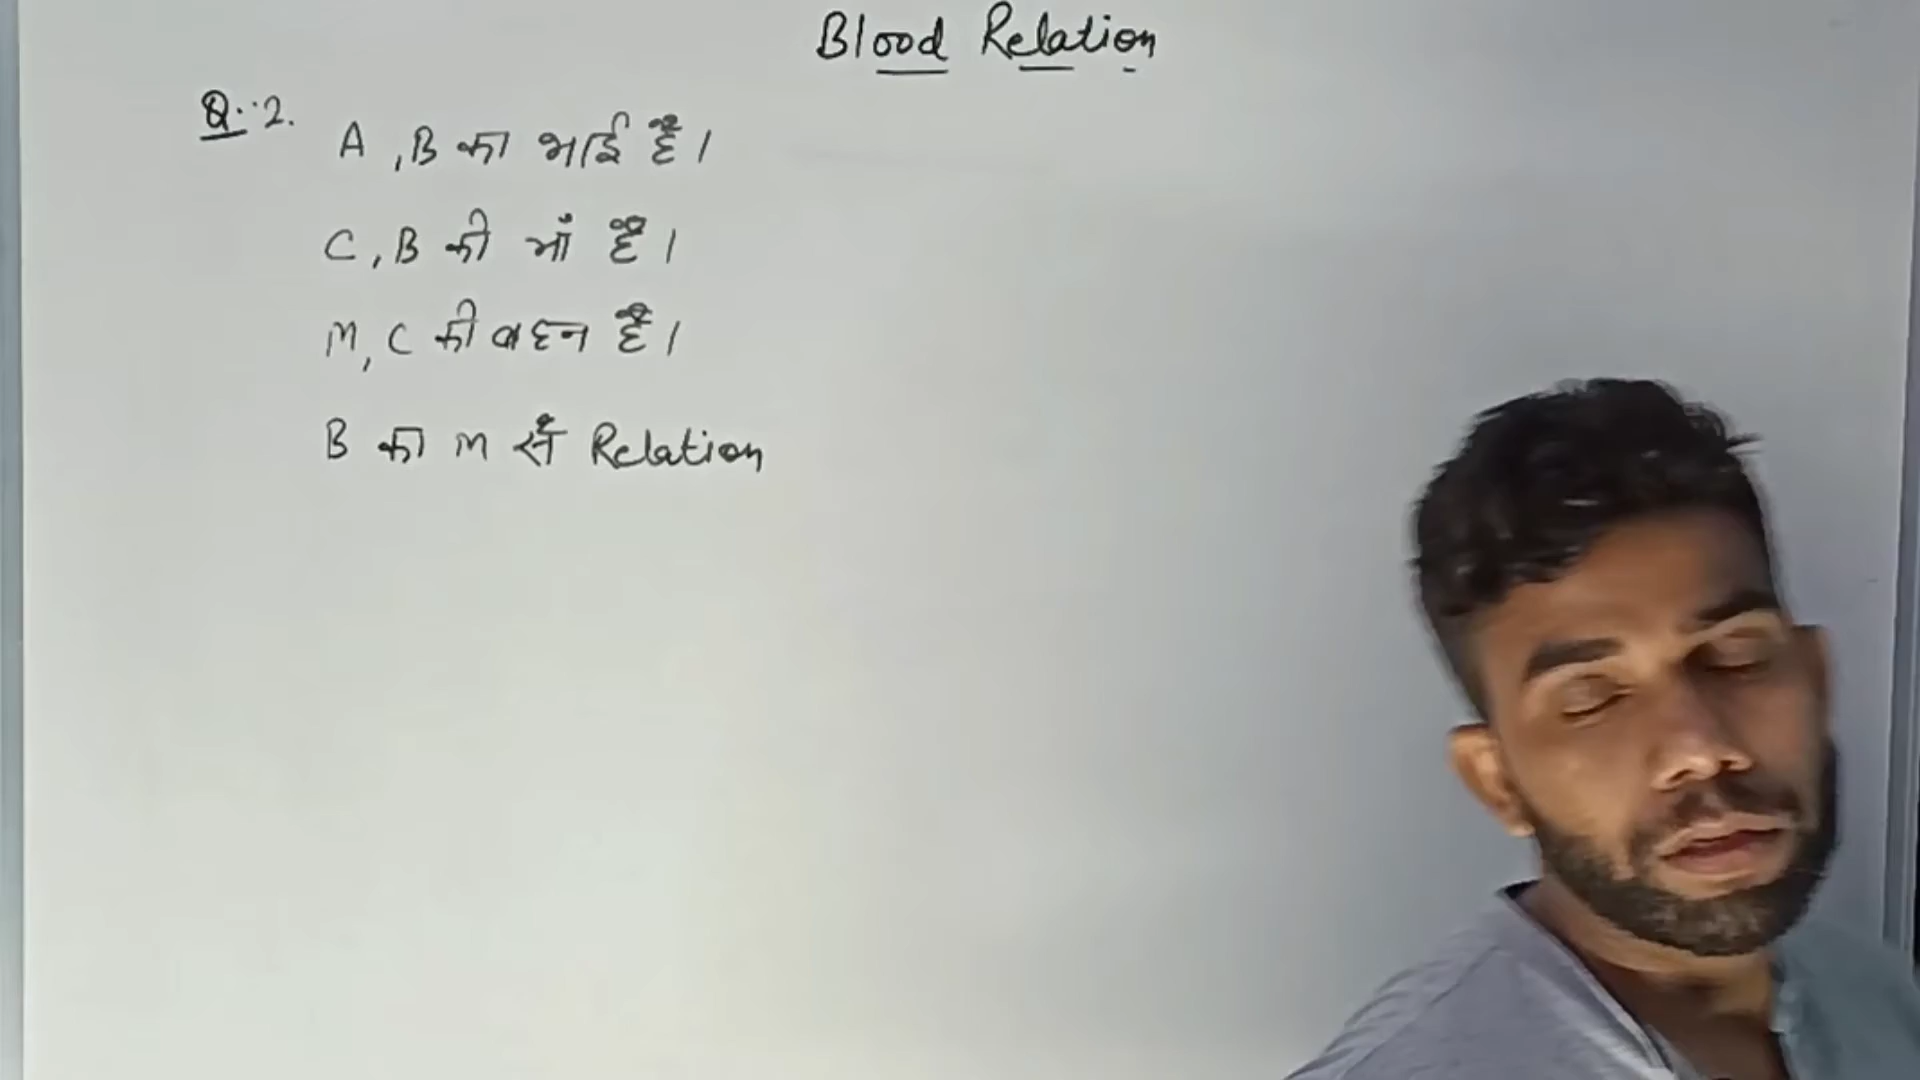 Blood Relation
Q.:2.
A, B का भाई है।
C, B की माँ है।
M, C की बहन है।
B का M से Relation